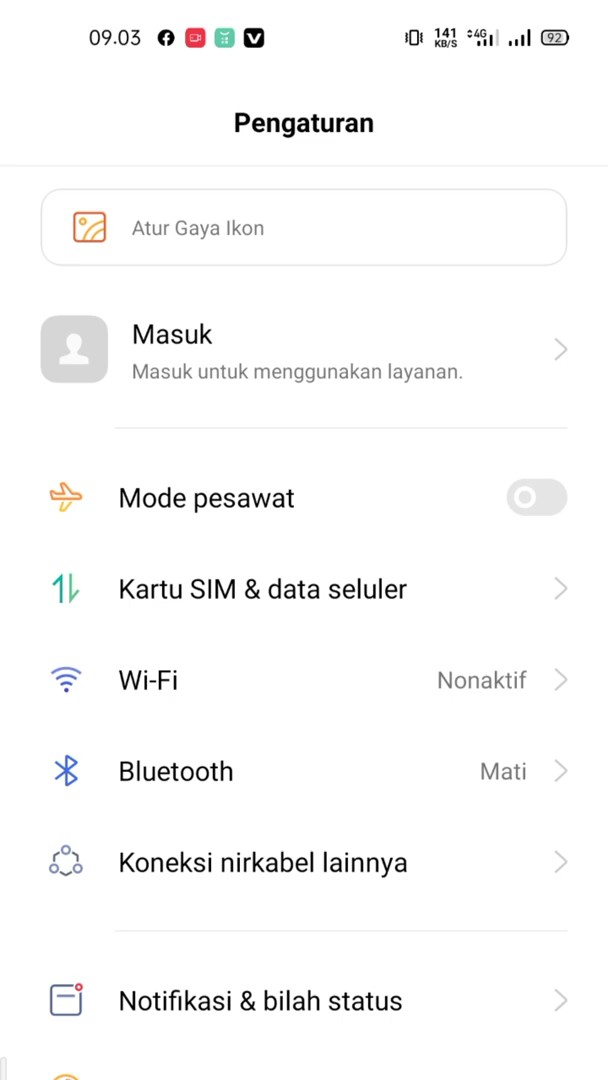 09.03 141 KB/S 4G 92
Pengaturan
Atur Gaya Ikon
Masuk
Masuk untuk menggunakan layanan.
Mode pesawat
Kartu SIM & data seluler
Wi-Fi Nonaktif
Bluetooth Mati
Koneksi nirkabel lainnya
Notifikasi & bilah status